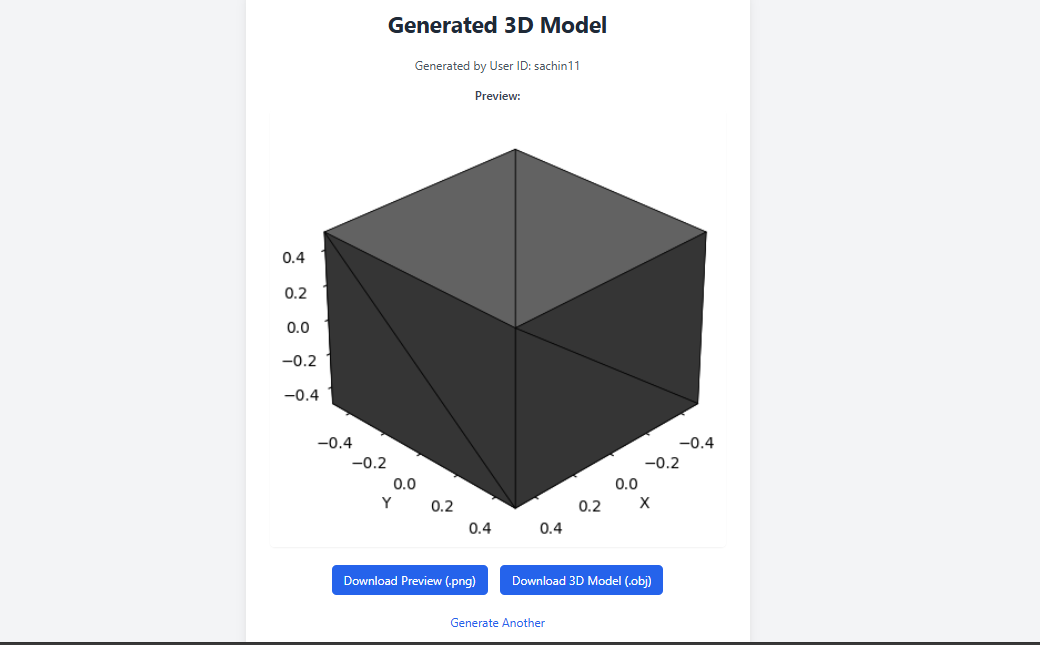 Generated 3D Model
Generated by User ID: sachin11
Preview:
0.4
0.2
0.0
−0.2
−0.4
−0.4
−0.2
0.0
0.2
0.4
Y
0.4
0.2
0.0
−0.2
−0.4
X
Download Preview (.png)
Download 3D Model (.obj)
Generate Another